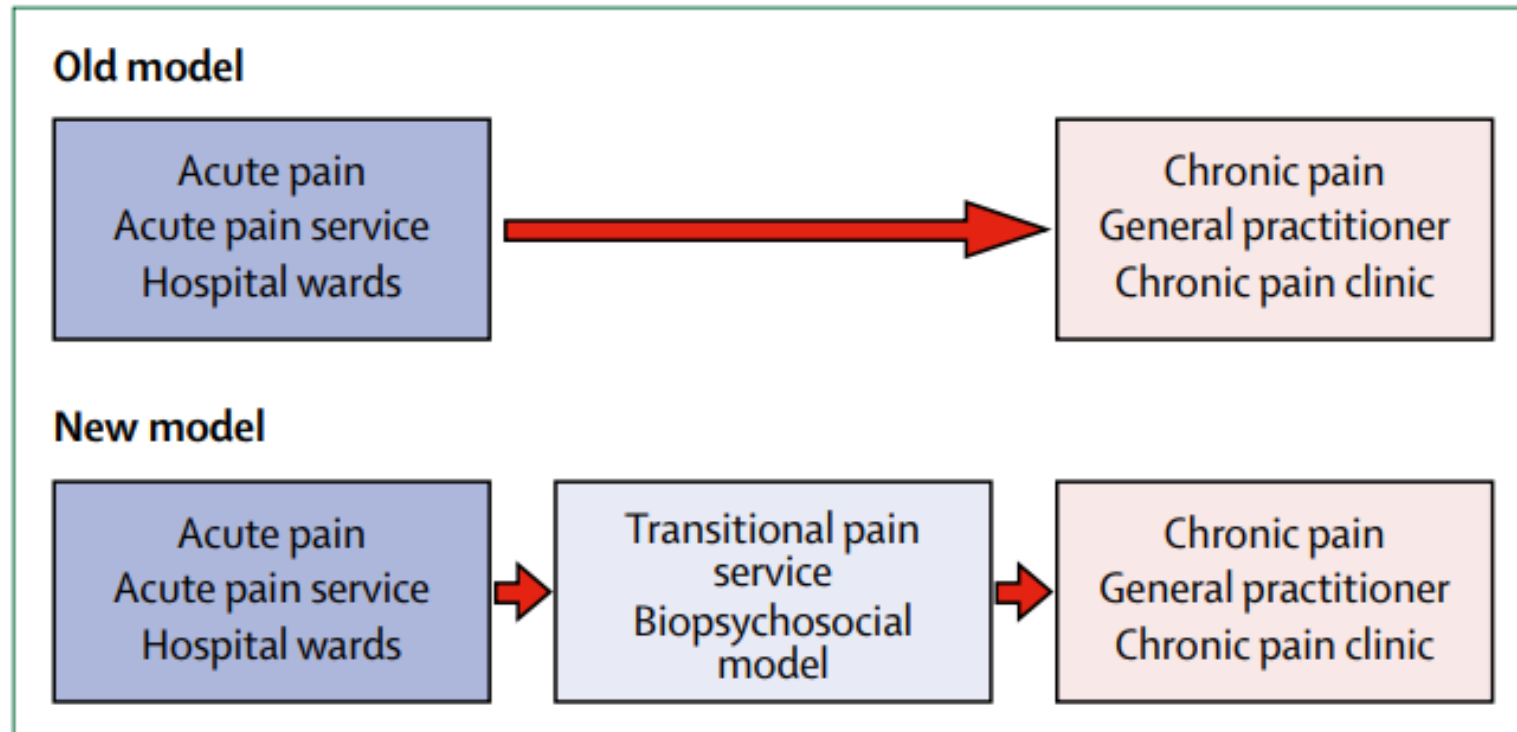 Old model
Acute pain
Acute pain service
Hospital wards
Chronic pain
General practitioner
Chronic pain clinic
New model
Acute pain
Acute pain service
Hospital wards
Transitional pain
service
Biopsychosocial
model
Chronic pain
General practitioner
Chronic pain clinic